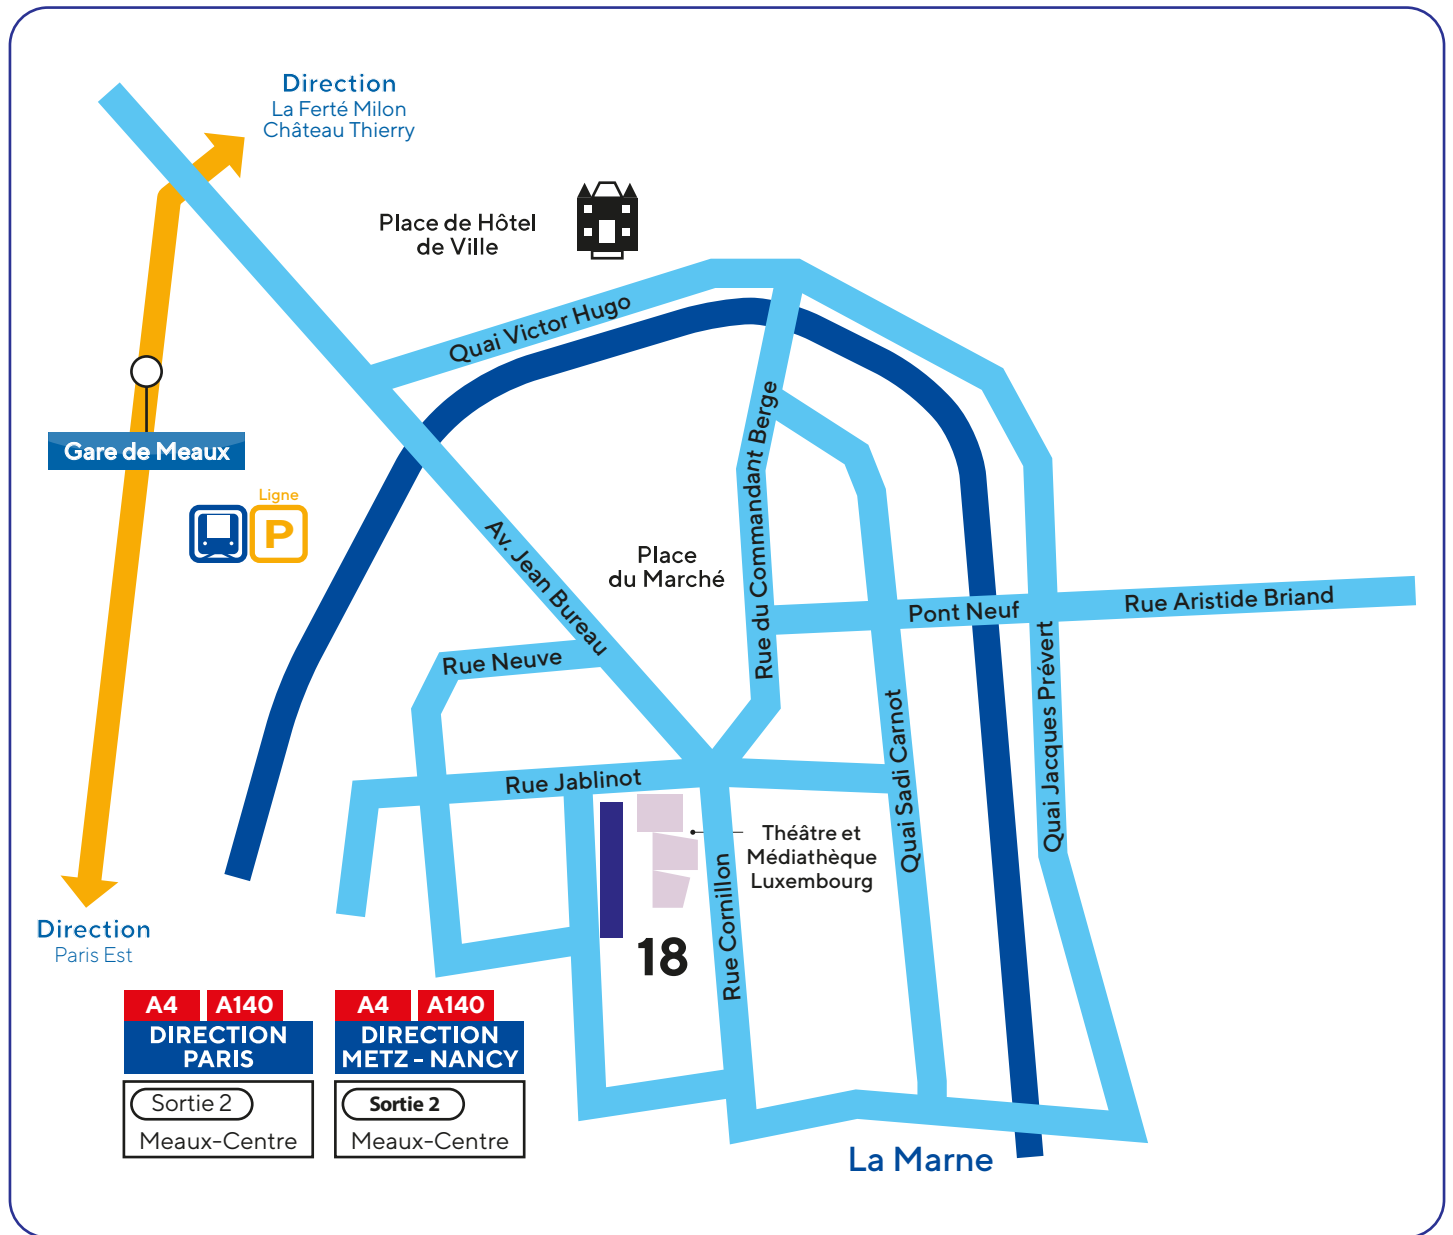 Direction
La Ferté Milon
Château Thierry
Place de Hôtel
de Ville
Quai Victor Hugo
Gare de Meaux
Ligne
P
Av. Jean Bureau
Place
du Marché
Rue du Commandant Berge
Pont Neuf
Rue Aristide Briand
Rue Neuve
Quai Jacques Prévert
Quai Sadi Carnot
Rue Jablinot
Théâtre et
Médiathèque
Luxembourg
Rue Cornillon
18
Direction
Paris Est
A4 A140
DIRECTION
PARIS
Sortie 2
Meaux-Centre
A4 A140
DIRECTION
METZ - NANCY
Sortie 2
Meaux-Centre
La Marne